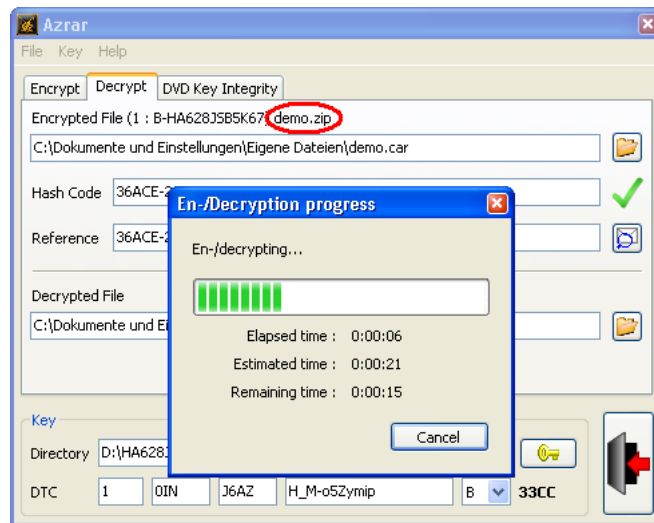 Azrar
File Key Help
Encrypt Decrypt DVD Key Integrity
Encrypted File (1 : B-HA628J5B5K67) demo.zip
C:\Dokumente und Einstellungen\Eigene Dateien\demo.car
Hash Code 36ACE-2
En-/Decryption progress
Reference 36ACE-2
En-/decrypting...
Decrypted File
C:\Dokumente und Ei
Elapsed time : 0:00:06
Estimated time : 0:00:21
Remaining time : 0:00:15
Key
Cancel
Directory D:\HA628J
DTC 1 0IN J6AZ H_M-o5Zymip B 33CC